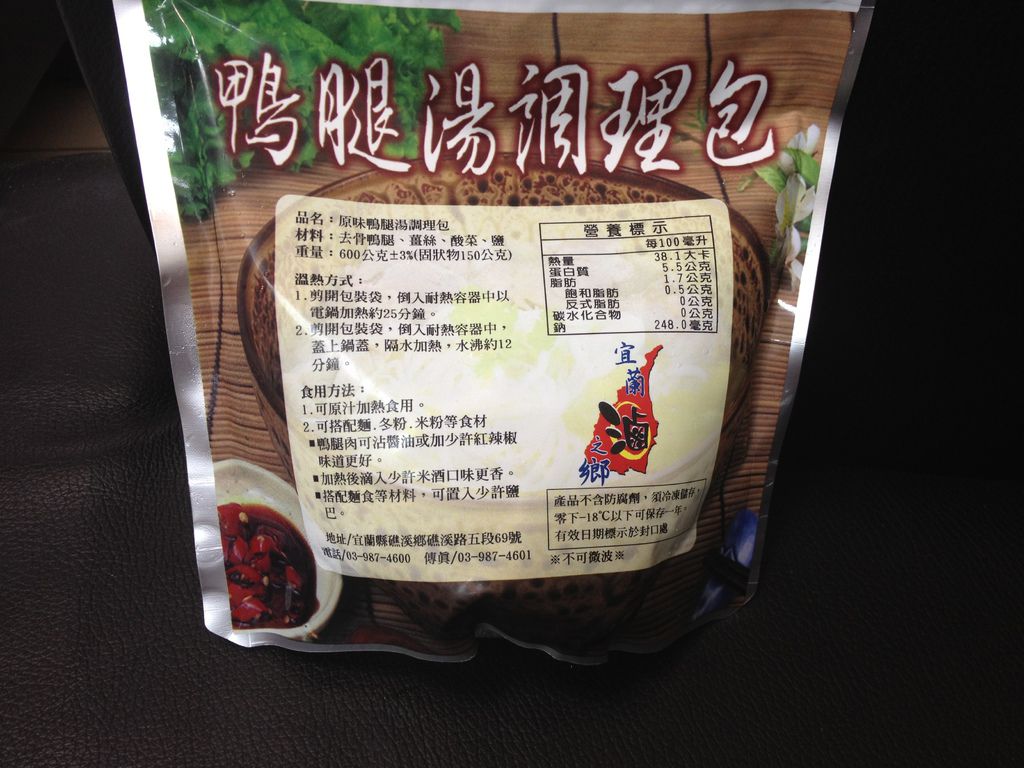 鴨腿湯調理包
品名：原味鴨腿湯調理包
材料：去骨鴨腿、薑絲、酸菜、鹽
重量：600公克±3%(固狀物150公克)
溫熱方式：
1.剪開包裝袋，倒入耐熱容器中以
電鍋加熱約25分鐘。
2.剪開包裝袋，倒入耐熱容器中，
蓋上鍋蓋，隔水加熱，水沸約12
分鐘。
食用方法：
1.可原汁加熱食用。
2.可搭配麵.冬粉.米粉等食材
■鴨腿肉可沾醬油或加少許紅辣椒
味道更好。
■加熱後滴入少許米酒口味更香。
■搭配麵食等材料，可置入少許鹽
巴。
地址/宜蘭縣礁溪鄉礁溪路五段69號
電話/03-987-4600 傳真/03-987-4601
營養標示
每100毫升
熱量 38.1大卡
蛋白質 5.5公克
脂肪 1.7公克
飽和脂肪 0.5公克
反式脂肪 0公克
碳水化合物 0公克
鈉 248.0毫克
宜蘭
滷
之鄉
產品不含防腐劑，須冷凍儲存，
零下-18℃以下可保存一年。
有效日期標示於封口處
※不可微波※